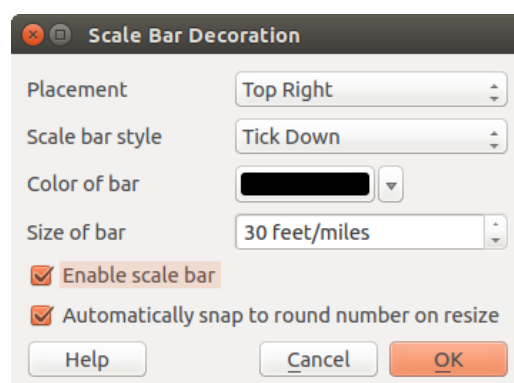 Scale Bar Decoration
Placement Top Right
Scale bar style Tick Down
Color of bar
Size of bar 30 feet/miles
Enable scale bar
Automatically snap to round number on resize
Help Cancel OK